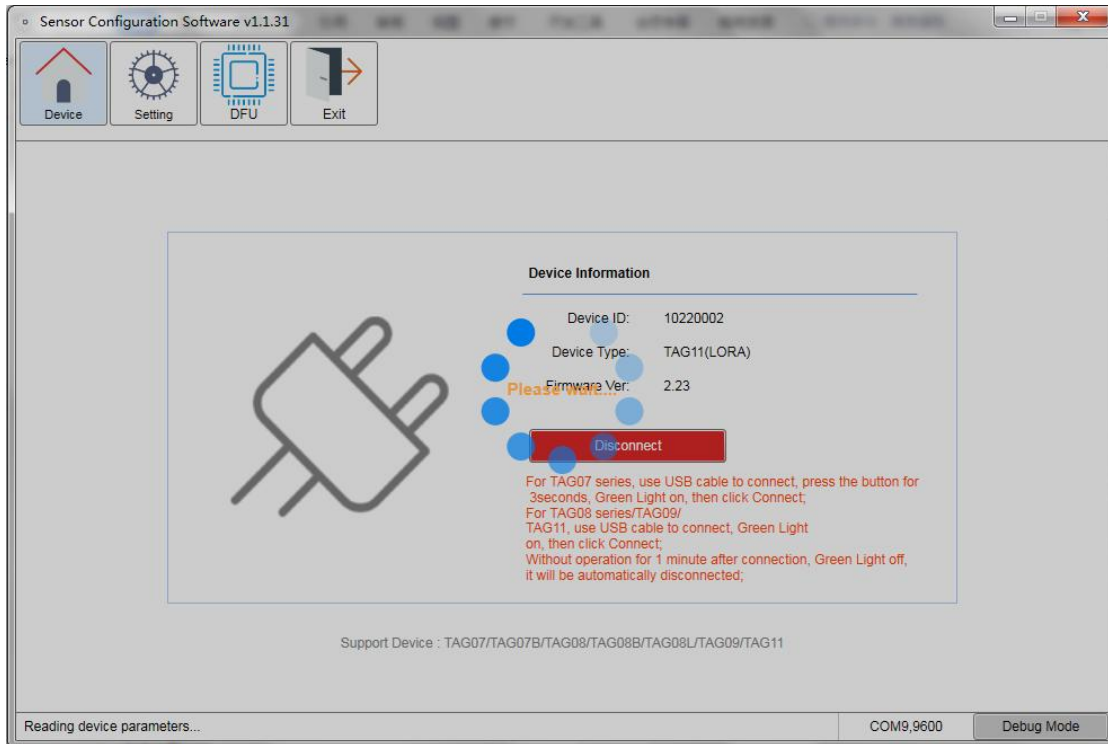 Sensor Configuration Software v1.1.31
Device
Setting
DFU
Exit
Device Information
Device ID: 10220002
Device Type: TAG11(LORA)
Firmware Ver: 2.23
Please wait....
Disconnect
For TAG07 series, use USB cable to connect, press the button for
3seconds, Green Light on, then click Connect;
For TAG08 series/TAG09/
TAG11, use USB cable to connect, Green Light
on, then click Connect;
Without operation for 1 minute after connection, Green Light off,
it will be automatically disconnected;
Support Device : TAG07/TAG07B/TAG08/TAG08B/TAG08L/TAG09/TAG11
Reading device parameters...
COM9,9600
Debug Mode